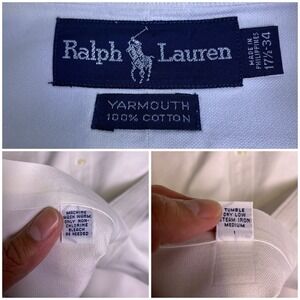 Ralph Lauren
MADE IN
PHILIPPINES
17½-34
YARMOUTH
100% COTTON
MACHINE
WASH WARM
ONLY NON-
CHLORINE
BLEACH
AS NEEDED
TUMBLE
DRY LOW
STEAM IRON
MEDIUM